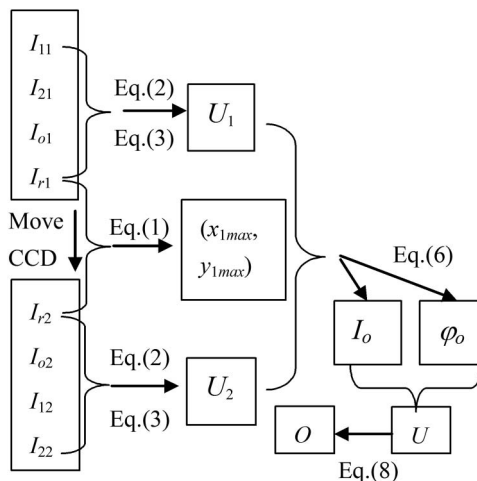 I₁₁
I₂₁
Iₒ₁
Iᵣ₁
Eq.(2)
Eq.(3)
U₁
Move
CCD
Eq.(1)
(x₁ₘₐₓ,
y₁ₘₐₓ)
Eq.(6)
Iᵣ₂
Iₒ₂
I₁₂
I₂₂
Eq.(2)
Eq.(3)
U₂
Iₒ
φₒ
O
U
Eq.(8)